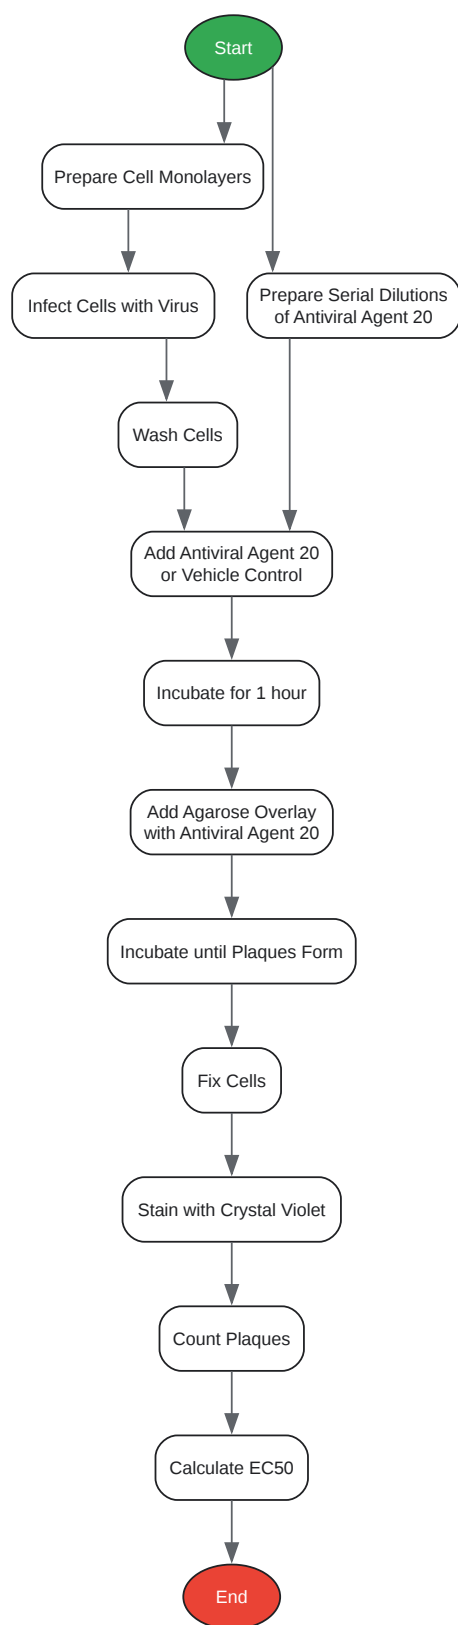 Start
Prepare Cell Monolayers
Infect Cells with Virus
Prepare Serial Dilutions
of Antiviral Agent 20
Wash Cells
Add Antiviral Agent 20
or Vehicle Control
Incubate for 1 hour
Add Agarose Overlay
with Antiviral Agent 20
Incubate until Plaques Form
Fix Cells
Stain with Crystal Violet
Count Plaques
Calculate EC50
End